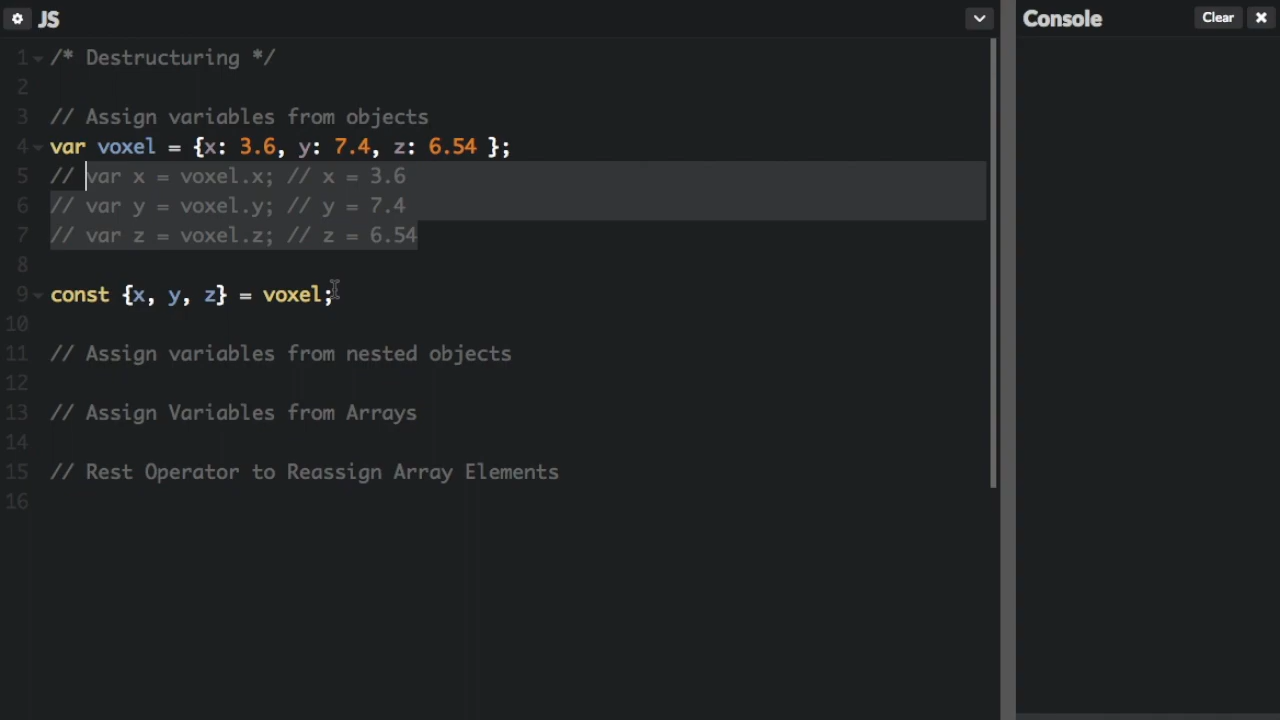 JS
Console
Clear
1 /* Destructuring */
2
3 // Assign variables from objects
4 var voxel = {x: 3.6, y: 7.4, z: 6.54 };
5 // var x = voxel.x; // x = 3.6
6 // var y = voxel.y; // y = 7.4
7 // var z = voxel.z; // z = 6.54
8
9 const {x, y, z} = voxel;
10
11 // Assign variables from nested objects
12
13 // Assign Variables from Arrays
14
15 // Rest Operator to Reassign Array Elements
16